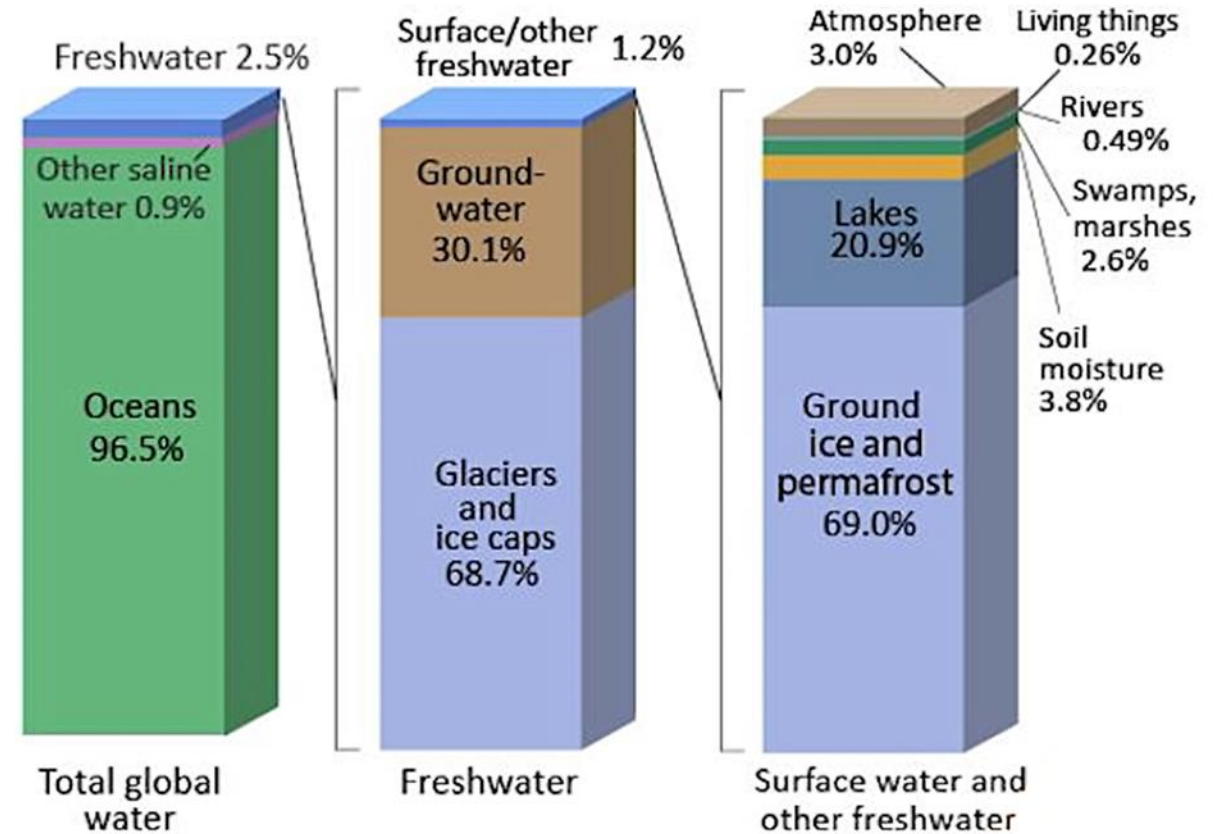 Freshwater 2.5%
Other saline
water 0.9%
Oceans
96.5%
Total global
water
Surface/other
freshwater
1.2%
Ground-
water
30.1%
Glaciers
and
ice caps
68.7%
Freshwater
Atmosphere
3.0%
Living things
0.26%
Rivers
0.49%
Swamps,
marshes
2.6%
Soil
moisture
3.8%
Lakes
20.9%
Ground
ice and
permafrost
69.0%
Surface water and
other freshwater